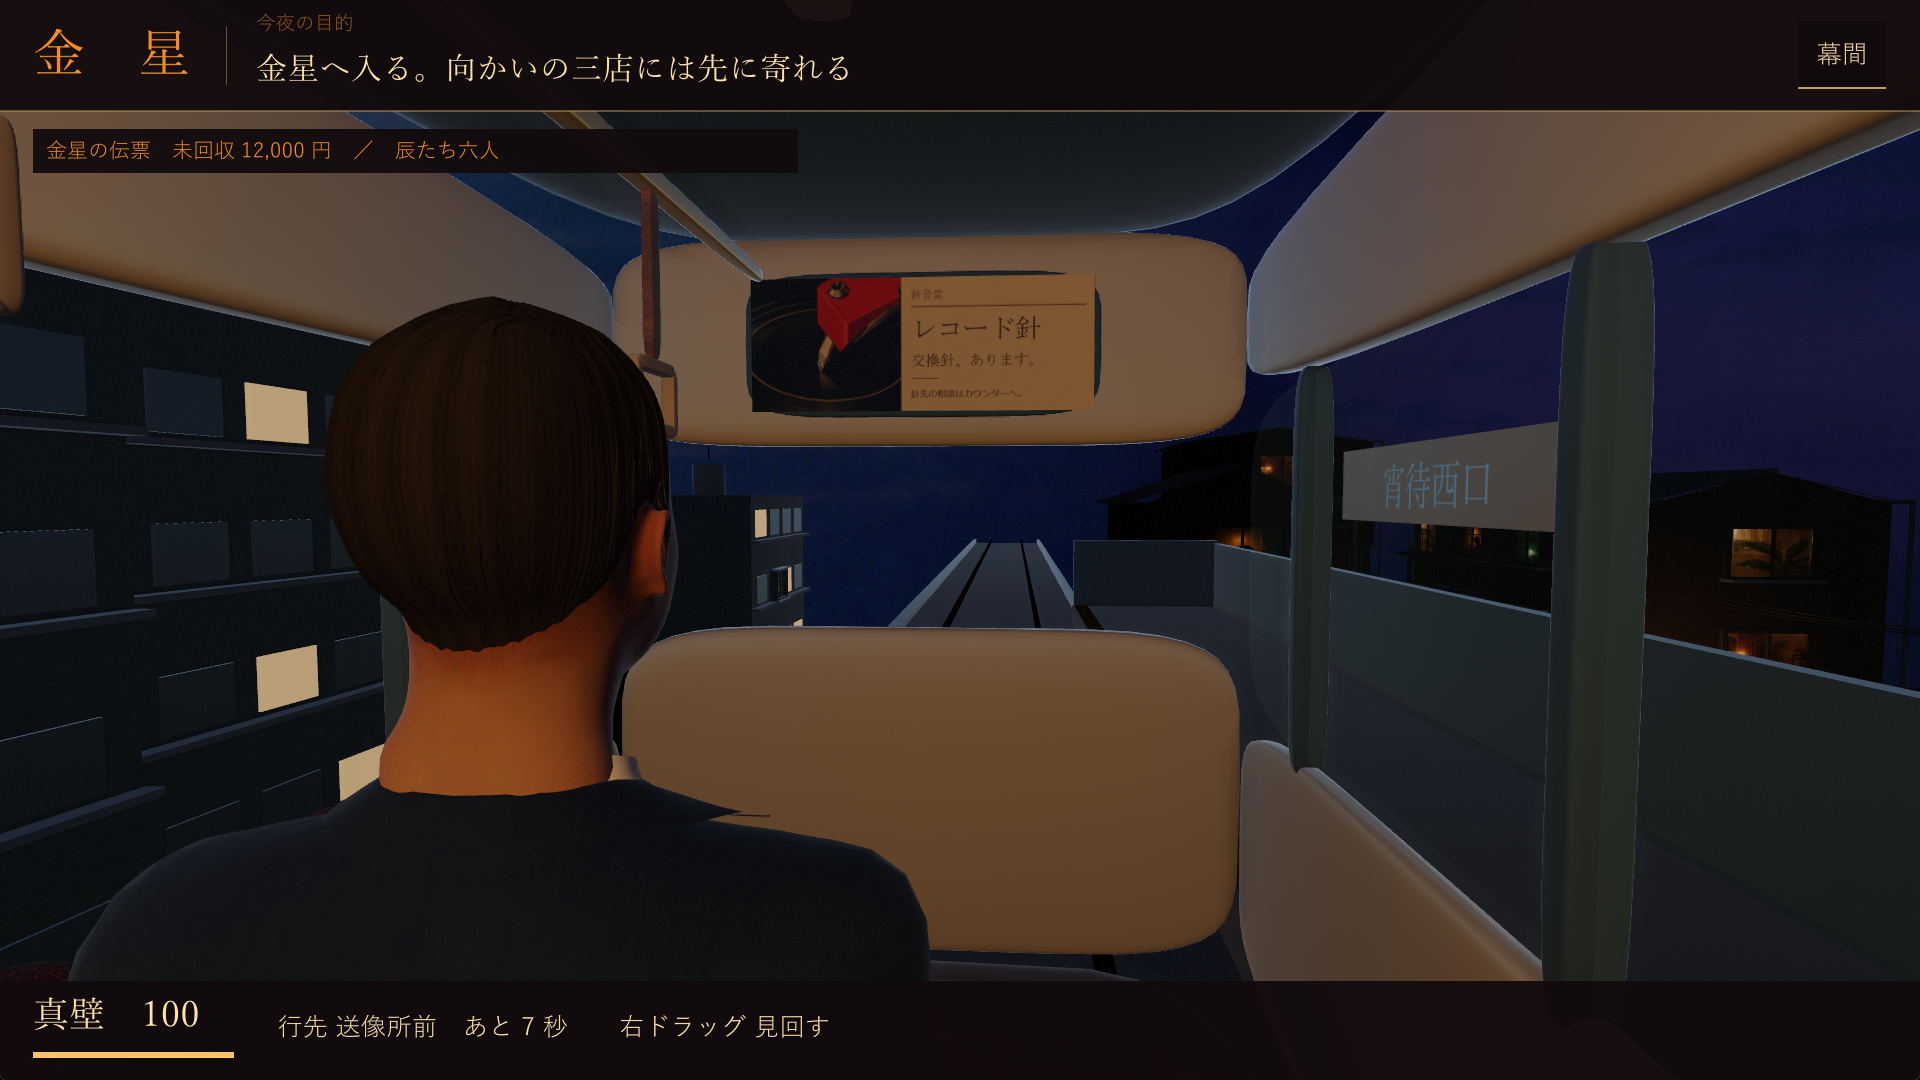 金星
今夜の目的
金星へ入る。向かいの三店には先に寄れる
幕間
金星の伝票 未回収 12,000 円 ／ 辰たち六人
針音堂
レコード針
交換針、あります。
針先の相談はカウンターへ。
宵待西口
真壁 100
行先 送像所前 あと 7 秒 右ドラッグ 見回す